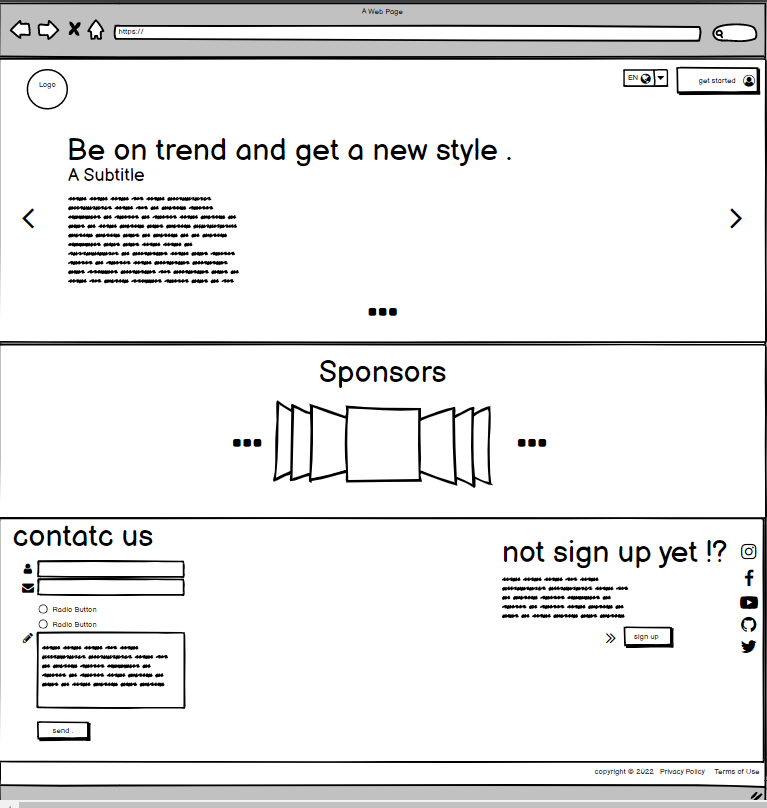 A Web Page
https://
Logo
EN
get started
Be on trend and get a new style .
A Subtitle
Sponsors
contatc us
Radio Button
Radio Button
send .
not sign up yet !?
sign up
copyright © 2022 Privacy Policy Terms of Use